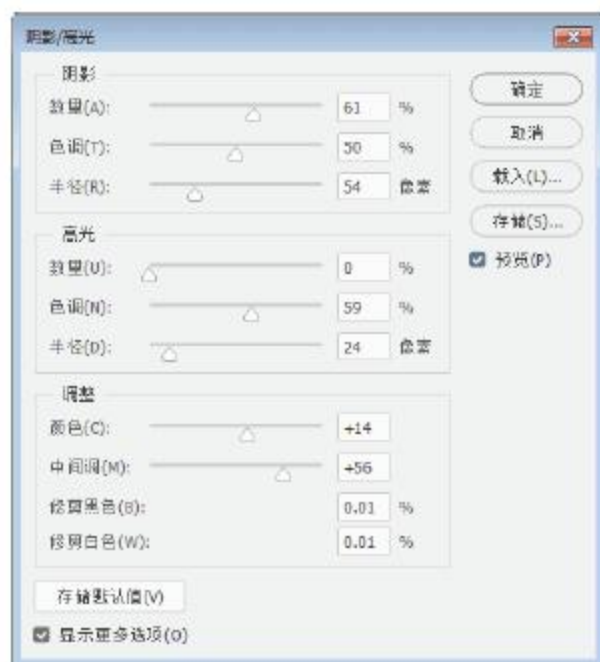 阴影/高光
阴影
数量(A): 61 %
色调(T): 50 %
半径(R): 54 像素
高光
数量(U): 0 %
色调(N): 59 %
半径(D): 24 像素
调整
颜色(C): +14
中间调(M): +56
修剪黑色(B): 0.01 %
修剪白色(W): 0.01 %
存储默认值(V)
显示更多选项(O)
确定
取消
载入(L)...
存储(S)...
预览(P)